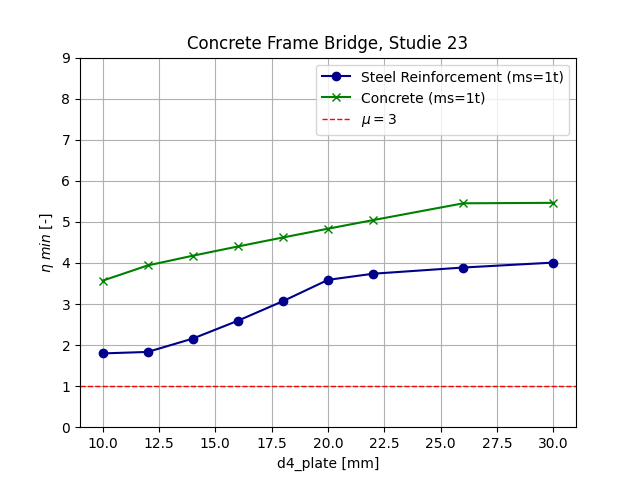 Concrete Frame Bridge, Studie 23
Steel Reinforcement (ms=1t)
Concrete (ms=1t)
μ = 3
9
8
7
6
5
4
3
2
1
0
η min [-]
10.0 12.5 15.0 17.5 20.0 22.5 25.0 27.5 30.0
d4_plate [mm]